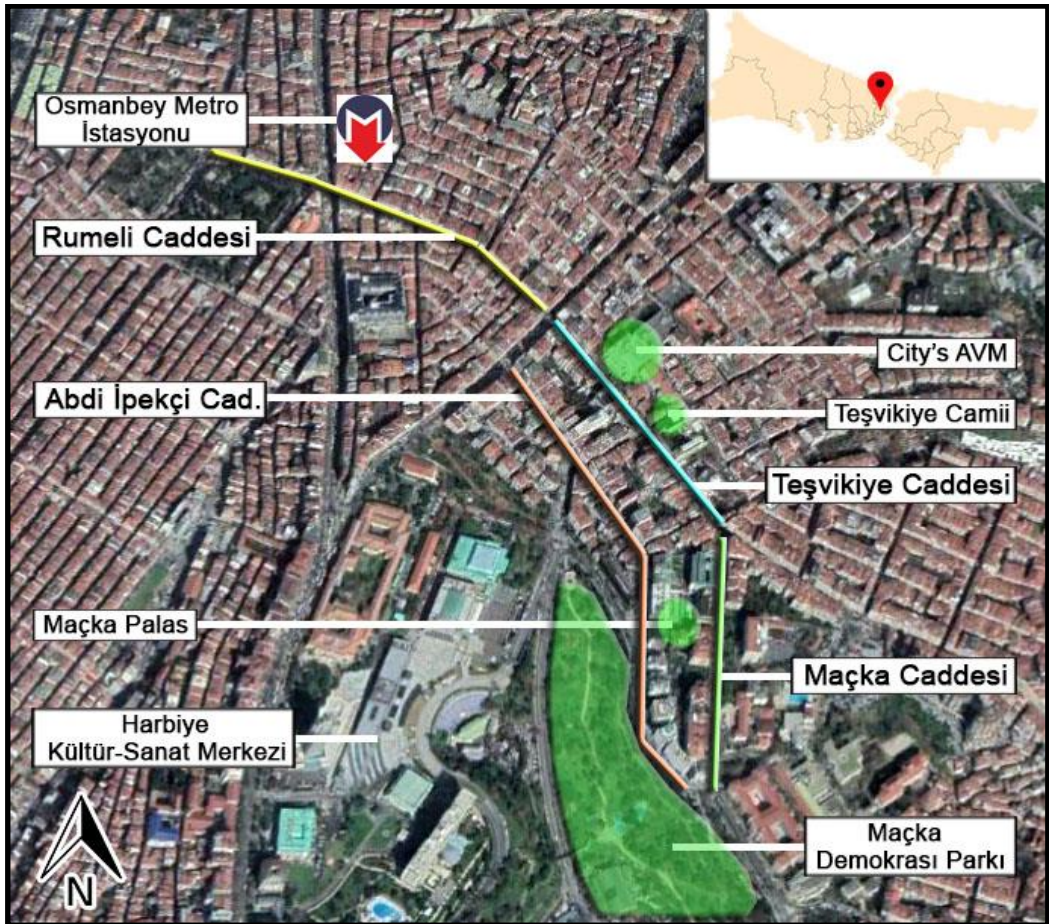 Osmanbey Metro
İstasyonu
M
Rumeli Caddesi
City's AVM
Abdi İpekçi Cad.
Teşvikiye Camii
Teşvikiye Caddesi
Maçka Palas
Maçka Caddesi
Harbiye
Kültür-Sanat Merkezi
Maçka
Demokrası Parkı
N